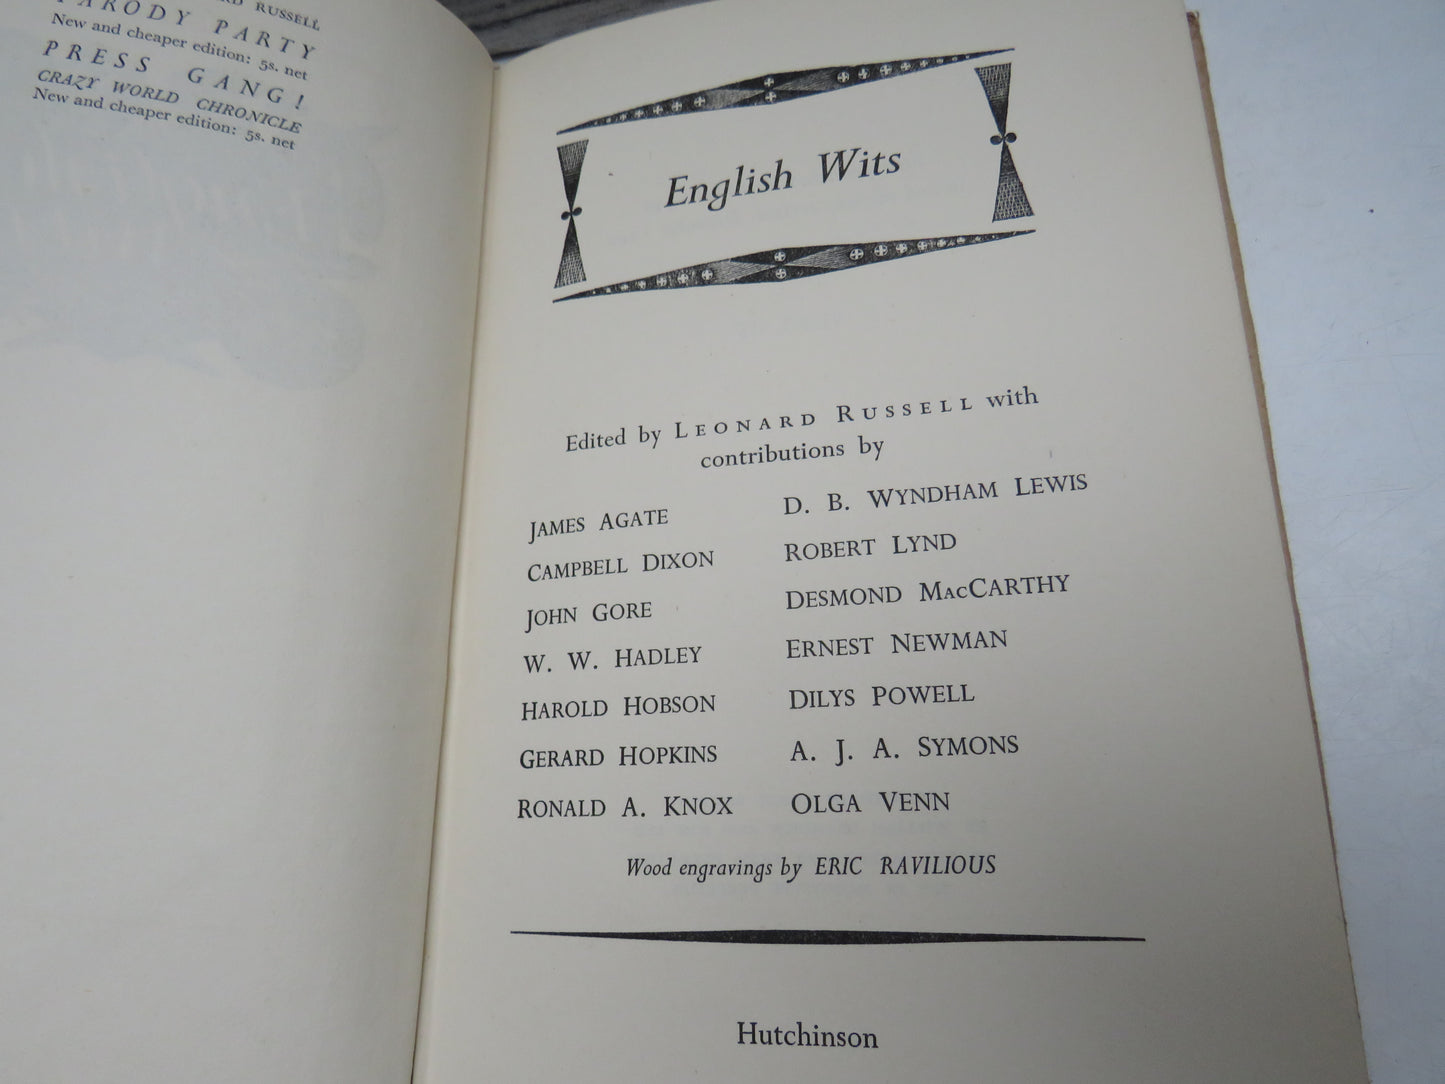 RUSSELL
PARODY PARTY
New and cheaper edition: 5s. net
PRESS GANG!
CRAZY WORLD CHRONICLE
New and cheaper edition: 5s. net
English Wits
Edited by LEONARD RUSSELL with
contributions by
JAMES AGATE
CAMPBELL DIXON
JOHN GORE
W. W. HADLEY
HAROLD HOBSON
GERARD HOPKINS
RONALD A. KNOX
D. B. WYNDHAM LEWIS
ROBERT LYND
DESMOND MacCARTHY
ERNEST NEWMAN
DILYS POWELL
A. J. A. SYMONS
OLGA VENN
Wood engravings by ERIC RAVILIOUS
Hutchinson